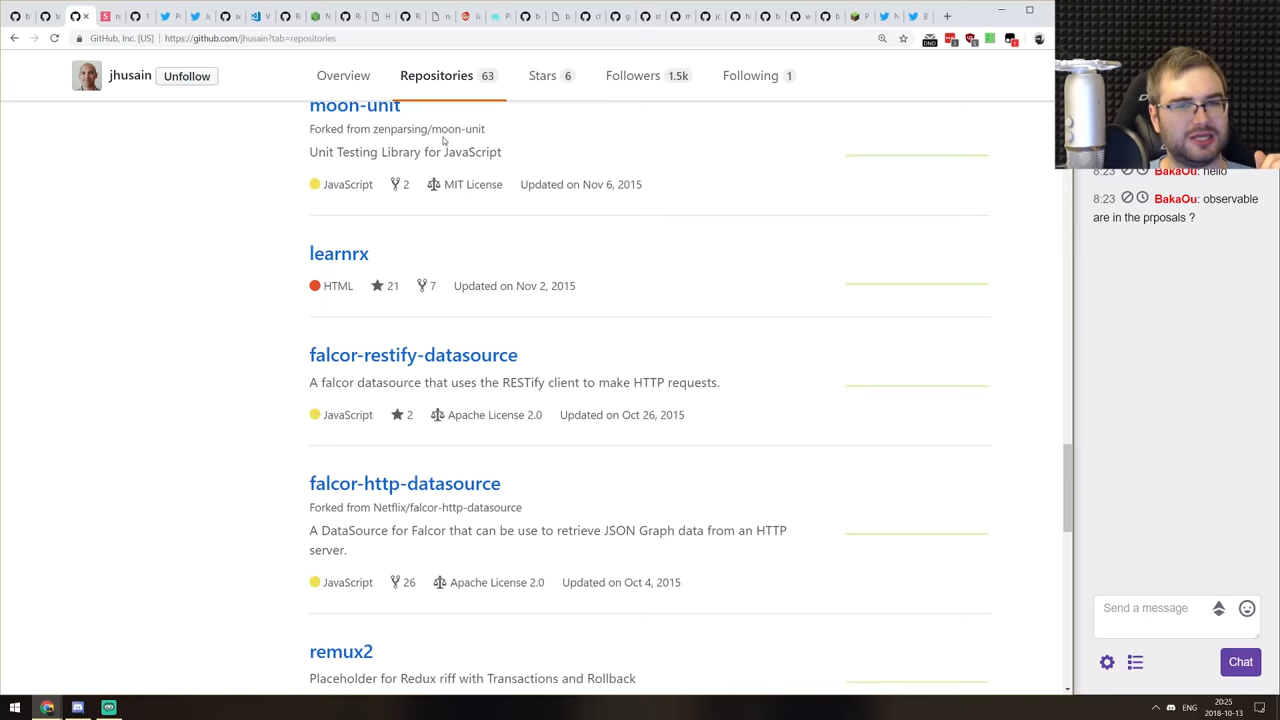 GitHub, Inc. [US] | https://github.com/jhusain?tab=repositories
DND
jhusain Unfollow Overview Repositories 63 Stars 6 Followers 1.5k Following 1
moon-unit
Forked from zenparsing/moon-unit
Unit Testing Library for JavaScript
JavaScript 2 MIT License Updated on Nov 6, 2015
learnrx
HTML 21 7 Updated on Nov 2, 2015
falcor-restify-datasource
A falcor datasource that uses the RESTify client to make HTTP requests.
JavaScript 2 Apache License 2.0 Updated on Oct 26, 2015
falcor-http-datasource
Forked from Netflix/falcor-http-datasource
A DataSource for Falcor that can be use to retrieve JSON Graph data from an HTTP
server.
JavaScript 26 Apache License 2.0 Updated on Oct 4, 2015
remux2
Placeholder for Redux riff with Transactions and Rollback
8:23 BakaOu: hello
8:23 BakaOu: observable
are in the prposals ?
Send a message
Chat
ENG
20:25
2018-10-13